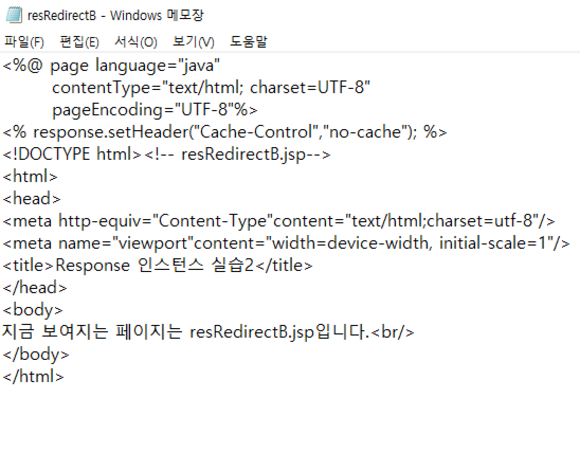 resRedirectB - Windows 메모장
파일(F) 편집(E) 서식(O) 보기(V) 도움말
<%@ page language="java"
contentType="text/html; charset=UTF-8"
pageEncoding="UTF-8"%>
<% response.setHeader("Cache-Control","no-cache"); %>
<!DOCTYPE html><!-- resRedirectB.jsp-->
<html>
<head>
<meta http-equiv="Content-Type"content="text/html;charset=utf-8"/>
<meta name="viewport"content="width=device-width, initial-scale=1"/>
<title>Response 인스턴스 실습2</title>
</head>
<body>
지금 보여지는 페이지는 resRedirectB.jsp입니다.<br/>
</body>
</html>